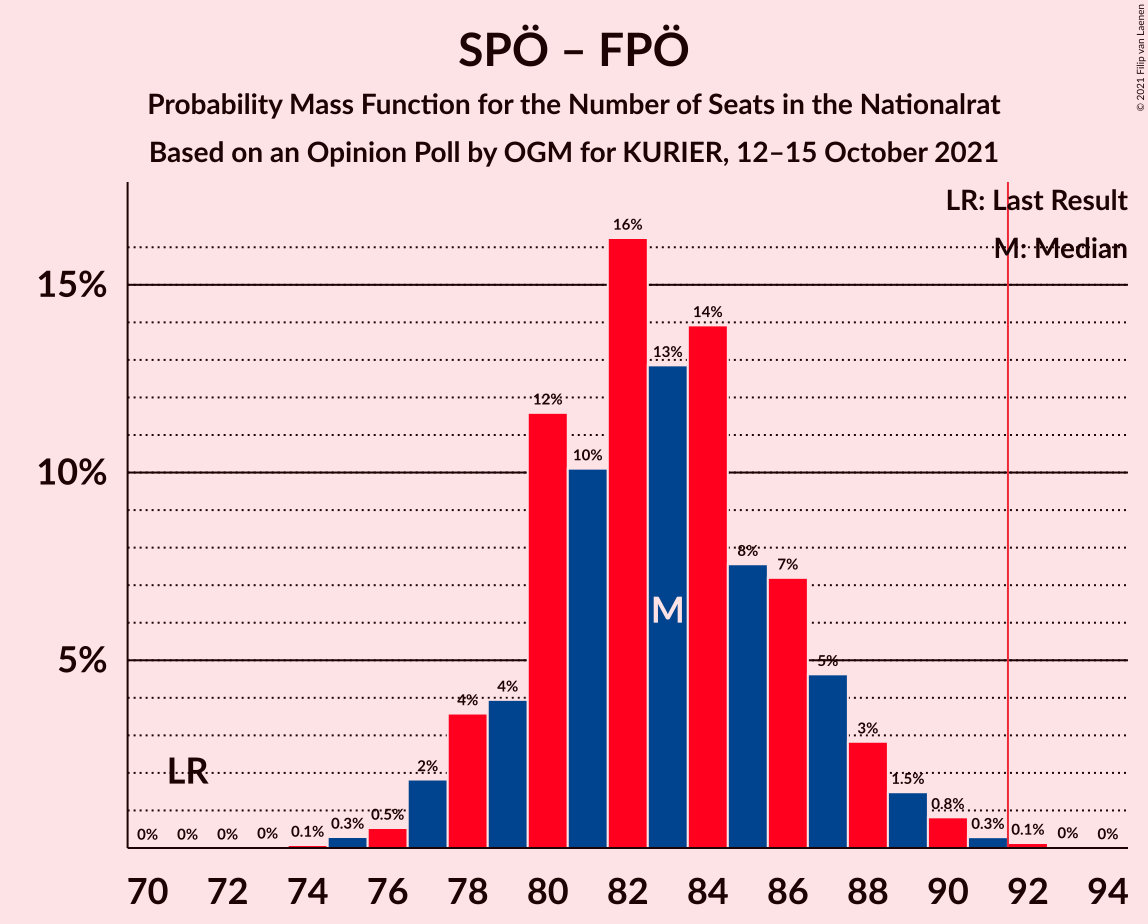 SPÖ – FPÖ
Probability Mass Function for the Number of Seats in the Nationalrat
Based on an Opinion Poll by OGM for KURIER, 12–15 October 2021
© 2021 Filip van Laenen
LR: Last Result
M: Median
15%
10%
5%
LR
M
0% 0% 0% 0% 0.1% 0.3% 0.5% 2% 4% 4% 12% 10% 16% 13% 14% 8% 7% 5% 3% 1.5% 0.8% 0.3% 0.1% 0% 0%
70 72 74 76 78 80 82 84 86 88 90 92 94